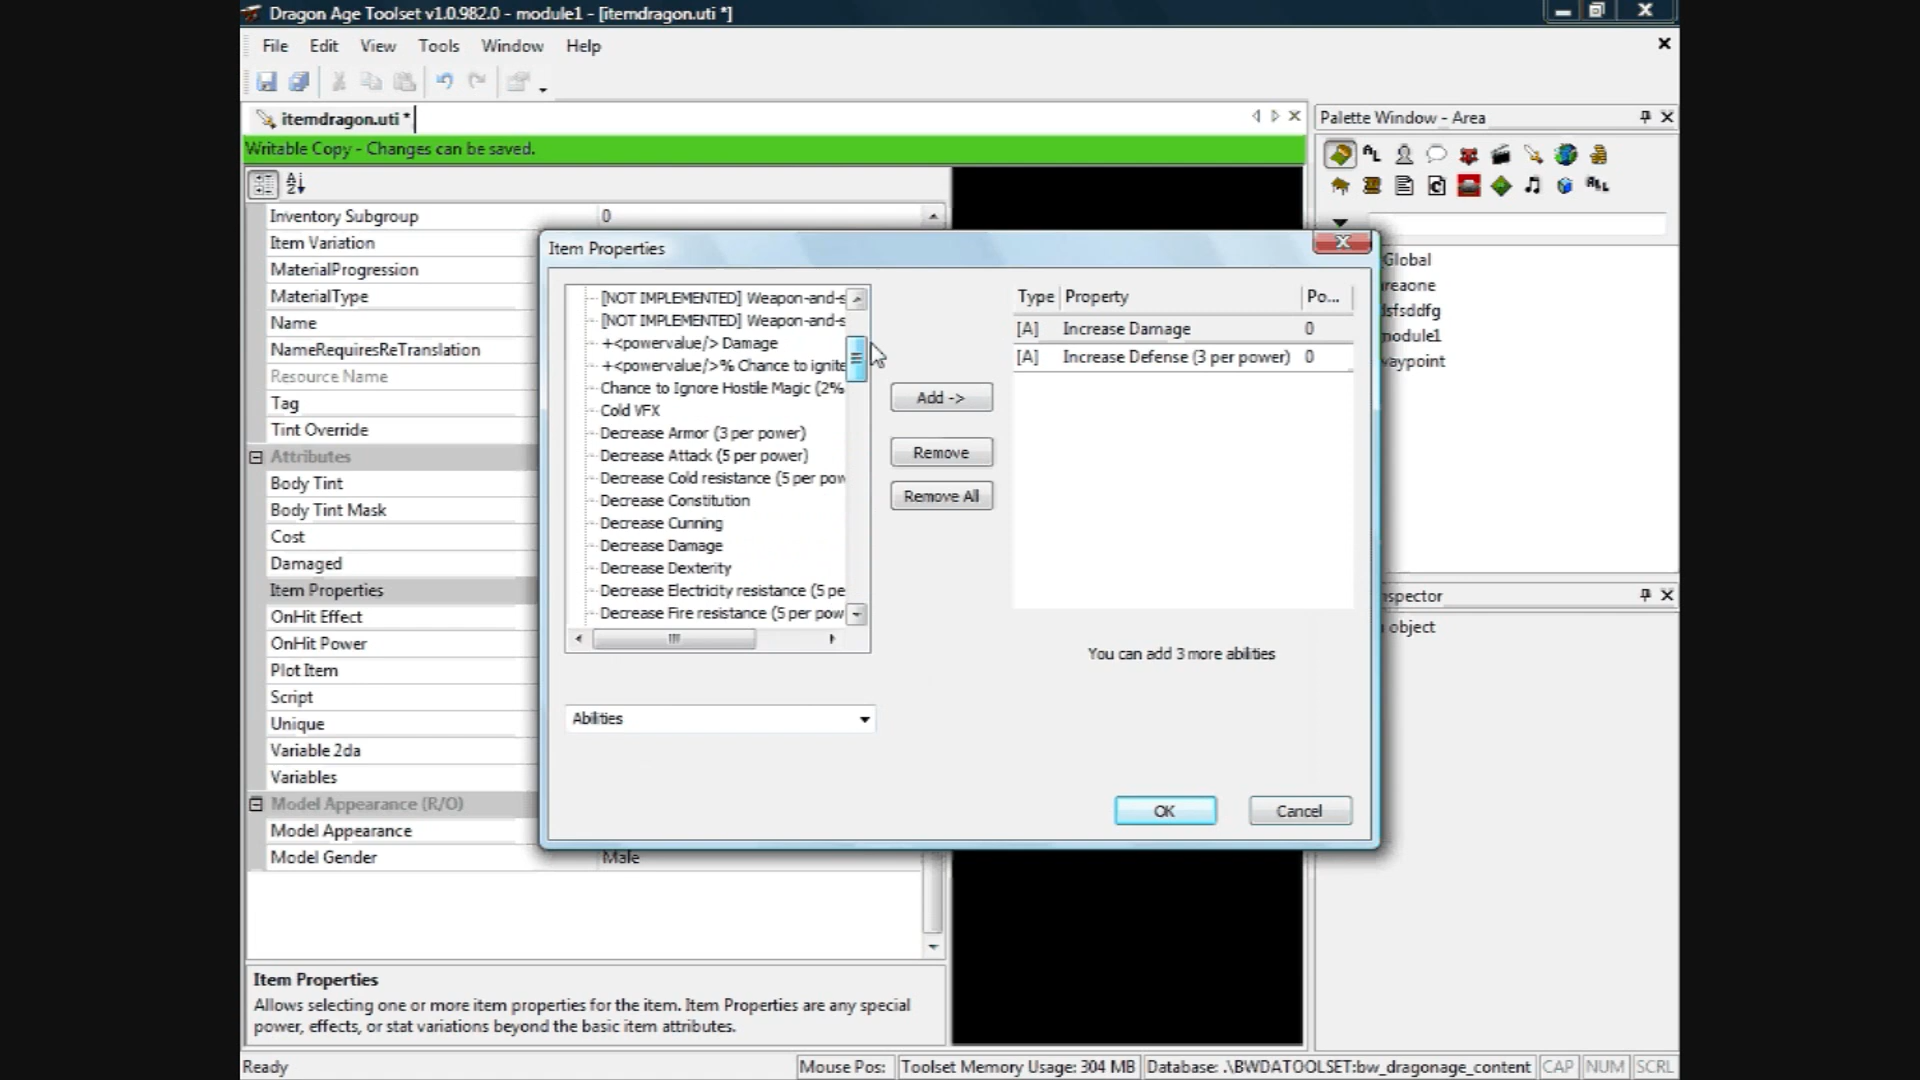 Dragon Age Toolset v1.0.982.0 - module1 - [itemdragon.uti *]
File Edit View Tools Window Help
itemdragon.uti *
Palette Window - Area
Writable Copy - Changes can be saved.
Inventory Subgroup 0
Item Variation
MaterialProgression
MaterialType
Name
NameRequiresReTranslation
Resource Name
Tag
Tint Override
Attributes
Body Tint
Body Tint Mask
Cost
Damaged
Item Properties
OnHit Effect
OnHit Power
Plot Item
Script
Unique
Variable 2da
Variables
Model Appearance (R/O)
Model Appearance
Model Gender Male
Item Properties
[NOT IMPLEMENTED] Weapon-and-s
[NOT IMPLEMENTED] Weapon-and-s
+<powervalue/> Damage
+<powervalue/>% Chance to ignite
Chance to Ignore Hostile Magic (2%
Cold VFX
Decrease Armor (3 per power)
Decrease Attack (5 per power)
Decrease Cold resistance (5 per pow
Decrease Constitution
Decrease Cunning
Decrease Damage
Decrease Dexterity
Decrease Electricity resistance (5 pe
Decrease Fire resistance (5 per pow
Abilities
Add ->
Remove
Remove All
Type Property Po...
[A] Increase Damage 0
[A] Increase Defense (3 per power) 0
You can add 3 more abilities
OK Cancel
Global
areaone
sfsddfg
module1
waypoint
spector
object
Item Properties
Allows selecting one or more item properties for the item. Item Properties are any special
power, effects, or stat variations beyond the basic item attributes.
Ready Mouse Pos: Toolset Memory Usage: 304 MB Database: .\BWDATOOLSET:bw_dragonage_content CAP NUM SCRL